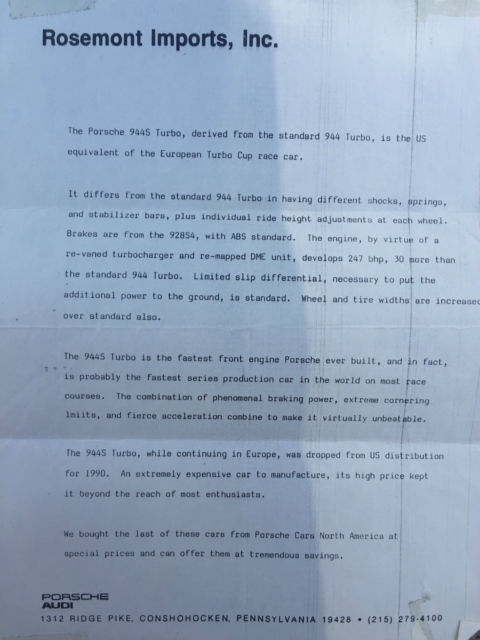 Rosemont Imports, Inc.
The Porsche 944S Turbo, derived from the standard 944 Turbo, is the US
equivalent of the European Turbo Cup race car.
It differs from the standard 944 Turbo in having different shocks, springs,
and stabilizer bars, plus individual ride height adjustments at each wheel.
Brakes are from the 928S4, with ABS standard. The engine, by virtue of a
re-vaned turbocharger and re-mapped DME unit, develops 247 bhp, 30 more than
the standard 944 Turbo. Limited slip differential, necessary to put the
additional power to the ground, is standard. Wheel and tire widths are increased
over standard also.
The 944S Turbo is the fastest front engine Porsche ever built, and in fact,
is probably the fastest series production car in the world on most race
courses. The combination of phenomenal braking power, extreme cornering
lmiits, and fierce acceleration combine to make it virtually unbeatable.
The 944S Turbo, while continuing in Europe, was dropped from US distribution
for 1990. An extremely expensive car to manufacture, its high price kept
it beyond the reach of most enthusiasts.
We bought the last of these cars from Porsche Cars North America at
special prices and can offer them at tremendous savings.
PORSCHE
AUDI
1312 RIDGE PIKE, CONSHOHOCKEN, PENNSYLVANIA 19428 • (215) 279-4100